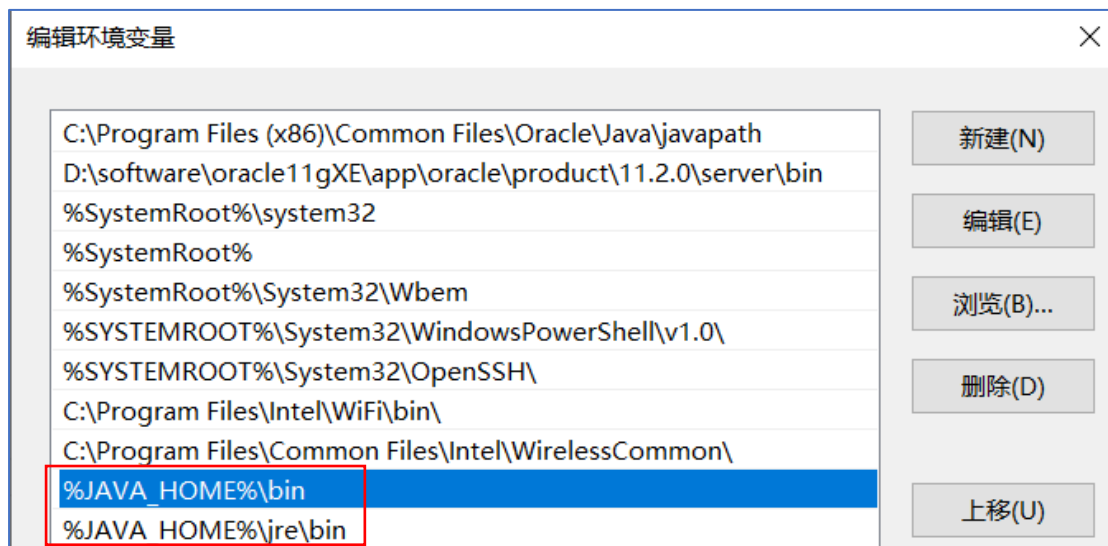 编辑环境变量
C:\Program Files (x86)\Common Files\Oracle\Java\javapath
新建(N)
D:\software\oracle11gXE\app\oracle\product\11.2.0\server\bin
%SystemRoot%\system32
编辑(E)
%SystemRoot%
%SystemRoot%\System32\Wbem
浏览(B)...
%SYSTEMROOT%\System32\WindowsPowerShell\v1.0\
%SYSTEMROOT%\System32\OpenSSH\
删除(D)
C:\Program Files\Intel\WiFi\bin\
C:\Program Files\Common Files\Intel\WirelessCommon\
%JAVA_HOME%\bin
上移(U)
%JAVA_HOME%\jre\bin